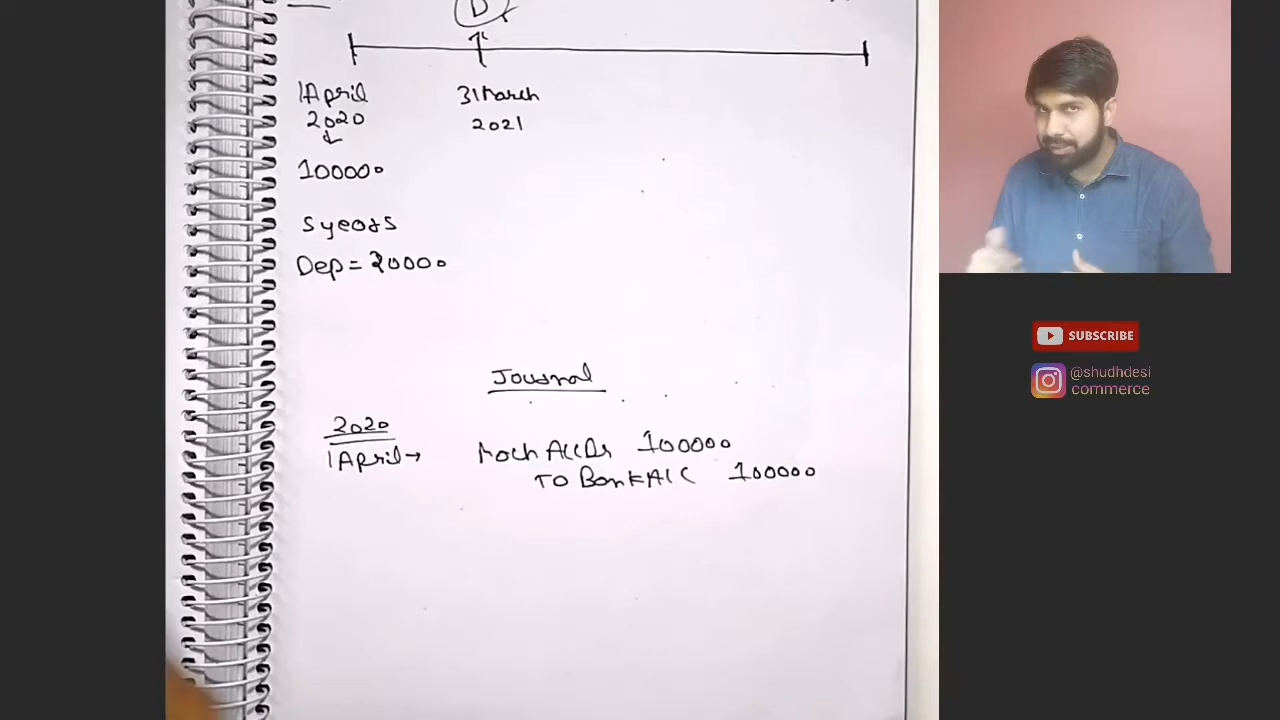 D
1 April
31 March
2020
2021
100000
5 years
Dep = 20000
Journal
2020
1 April → Mach A/c Dr 100000
To Bank A/c 100000
SUBSCRIBE
@shudhdesi
commerce